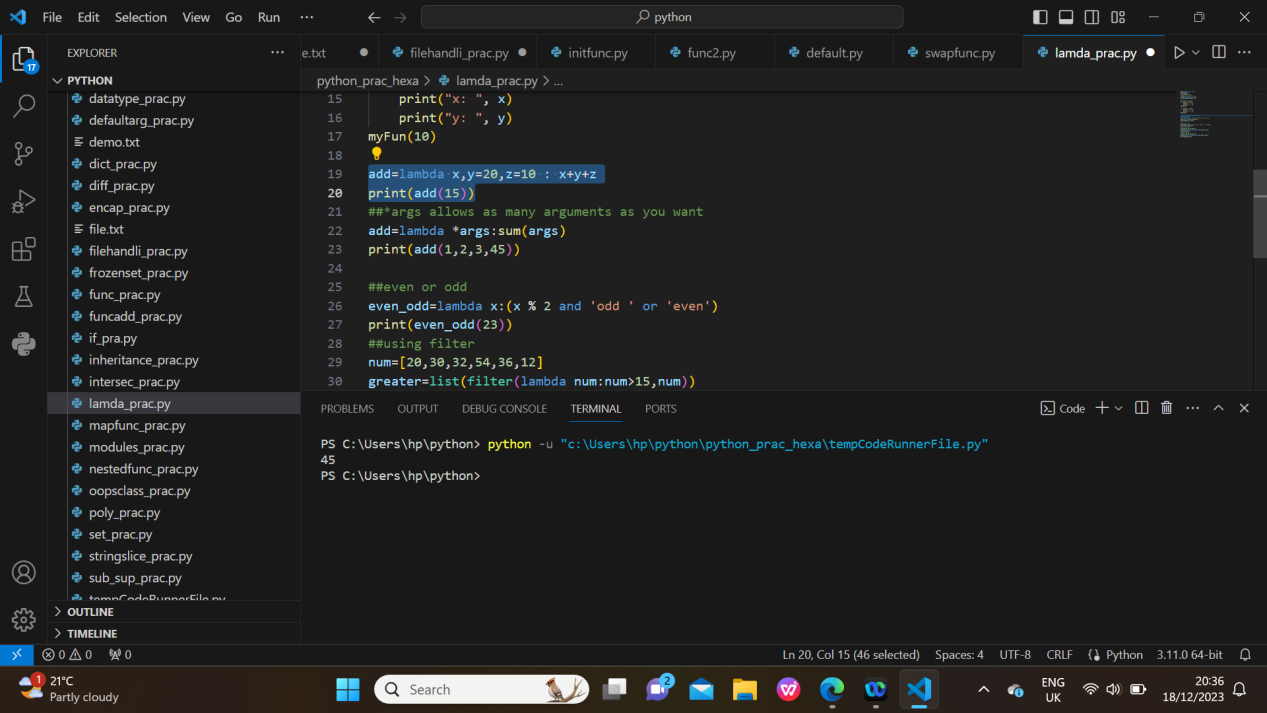 File Edit Selection View Go Run ···
python
EXPLORER
17
PYTHON
datatype_prac.py
defaultarg_prac.py
demo.txt
dict_prac.py
diff_prac.py
encap_prac.py
file.txt
filehandli_prac.py
frozenset_prac.py
func_prac.py
funcadd_prac.py
if_pra.py
inheritance_prac.py
intersec_prac.py
lamda_prac.py
mapfunc_prac.py
modules_prac.py
nestedfunc_prac.py
oopsclass_prac.py
poly_prac.py
set_prac.py
stringslice_prac.py
sub_sup_prac.py
tempCodeRunnerFile.py
OUTLINE
TIMELINE
e.txt filehandli_prac.py initfunc.py func2.py default.py swapfunc.py lamda_prac.py
python_prac_hexa > lamda_prac.py > ...
15 print("x: ", x)
16 print("y: ", y)
17 myFun(10)
18
19 add=lambda x,y=20,z=10 : x+y+z
20 print(add(15))
21 ##*args allows as many arguments as you want
22 add=lambda *args:sum(args)
23 print(add(1,2,3,45))
24
25 ##even or odd
26 even_odd=lambda x:(x % 2 and 'odd ' or 'even')
27 print(even_odd(23))
28 ##using filter
29 num=[20,30,32,54,36,12]
30 greater=list(filter(lambda num:num>15,num))
PROBLEMS OUTPUT DEBUG CONSOLE TERMINAL PORTS Code
PS C:\Users\hp\python> python -u "c:\Users\hp\python\python_prac_hexa\tempCodeRunnerFile.py"
45
PS C:\Users\hp\python>
0 0 0 Ln 20, Col 15 (46 selected) Spaces: 4 UTF-8 CRLF Python 3.11.0 64-bit
1
21°C
Partly cloudy
Search
2
ENG
UK
20:36
18/12/2023